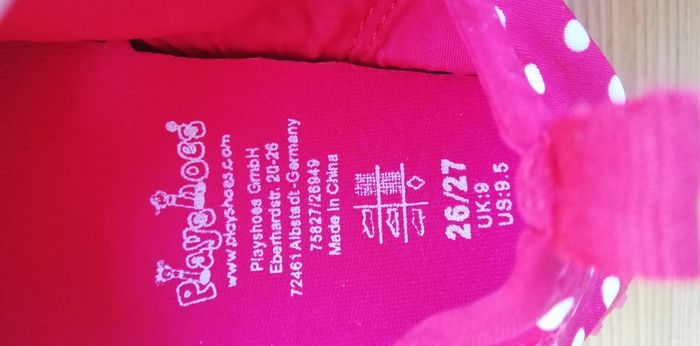 Playshoes
www.playshoes.com
Playshoes GmbH
Eberhardstr. 20-26
72461 Albstadt-Germany
75827/26949
Made In China
26/27
UK:9
US:9.5